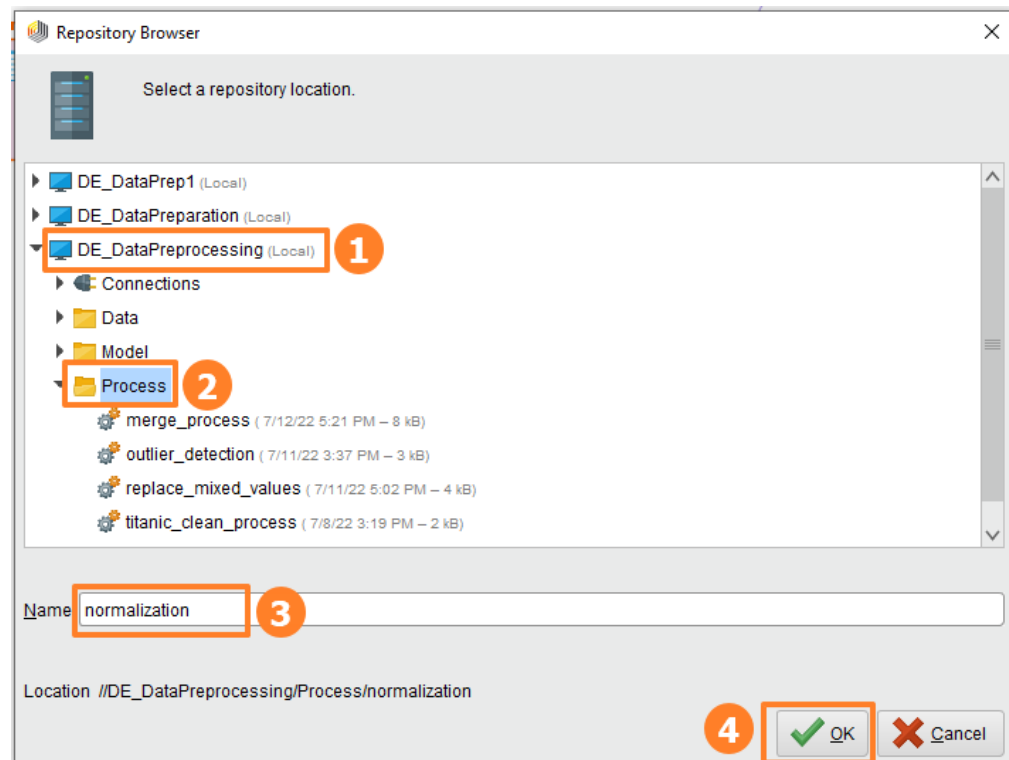 Repository Browser
Select a repository location.
DE_DataPrep1 (Local)
DE_DataPreparation (Local)
DE_DataPreprocessing (Local) 1
Connections
Data
Model
Process 2
merge_process ( 7/12/22 5:21 PM – 8 kB)
outlier_detection ( 7/11/22 3:37 PM – 3 kB)
replace_mixed_values ( 7/11/22 5:02 PM – 4 kB)
titanic_clean_process ( 7/8/22 3:19 PM – 2 kB)
Name normalization 3
Location //DE_DataPreprocessing/Process/normalization
4 OK Cancel